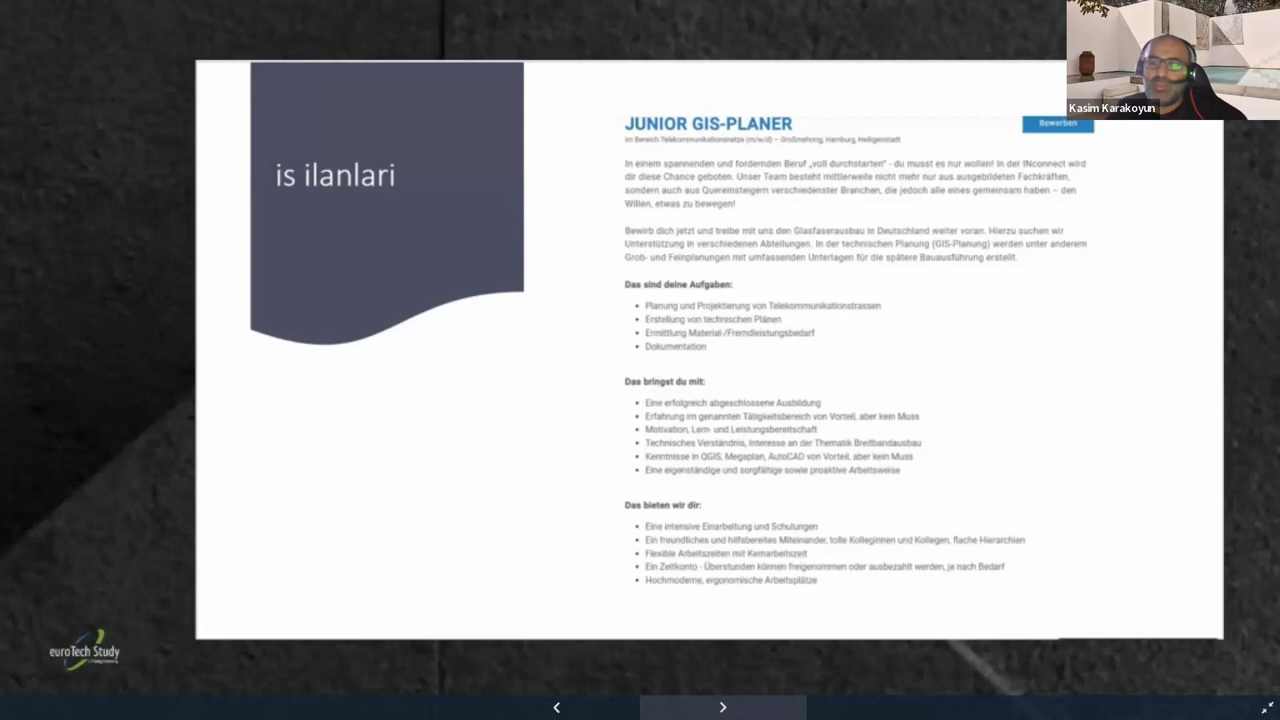 Kasim Karakoyun
is ilanlari
JUNIOR GIS-PLANER
Bewerben
im Bereich Telekommunikationsnetze (m/w/d) – Großmehring, Hamburg, Heiligenstadt
In einem spannenden und fordernden Beruf „voll durchstarten“ - du musst es nur wollen! In der INconnect wird
dir diese Chance geboten. Unser Team besteht mittlerweile nicht mehr nur aus ausgebildeten Fachkräften,
sondern auch aus Quereinsteigern verschiedenster Branchen, die jedoch alle eines gemeinsam haben – den
Willen, etwas zu bewegen!
Bewirb dich jetzt und treibe mit uns den Glasfaserausbau in Deutschland weiter voran. Hierzu suchen wir
Unterstützung in verschiedenen Abteilungen. In der technischen Planung (GIS-Planung) werden unter anderem
Grob- und Feinplanungen mit umfassenden Unterlagen für die spätere Bauausführung erstellt.
Das sind deine Aufgaben:
• Planung und Projektierung von Telekommunikationstrassen
• Erstellung von technischen Plänen
• Ermittlung Material-/Fremdleistungsbedarf
• Dokumentation
Das bringst du mit:
• Eine erfolgreich abgeschlossene Ausbildung
• Erfahrung im genannten Tätigkeitsbereich von Vorteil, aber kein Muss
• Motivation, Lern- und Leistungsbereitschaft
• Technisches Verständnis, Interesse an der Thematik Breitbandausbau
• Kenntnisse in QGIS, Megaplan, AutoCAD von Vorteil, aber kein Muss
• Eine eigenständige und sorgfältige sowie proaktive Arbeitsweise
Das bieten wir dir:
• Eine intensive Einarbeitung und Schulungen
• Ein freundliches und hilfsbereites Miteinander, tolle Kolleginnen und Kollegen, flache Hierarchien
• Flexible Arbeitszeiten mit Kernarbeitszeit
• Ein Zeitkonto - Überstunden können freigenommen oder ausbezahlt werden, je nach Bedarf
• Hochmoderne, ergonomische Arbeitsplätze
euroTech Study